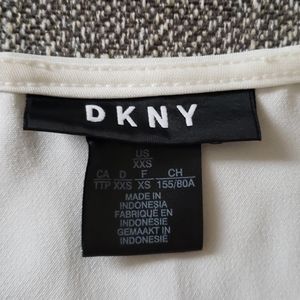 DKNY
US
XXS
CA D F CH
TTP XXS XS 155/80A
MADE IN
INDONESIA
FABRIQUÉ EN
INDONÉSIE
GEMAAKT IN
INDONESIË